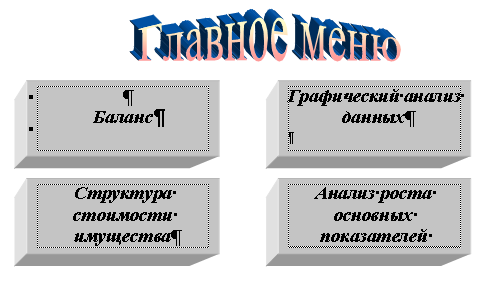 Главное меню
¶
Баланс¶
Графический·анализ·
данных¶
¶
Структура·
стоимости·
имущества¶
Анализ·роста·
основных·
показателей·